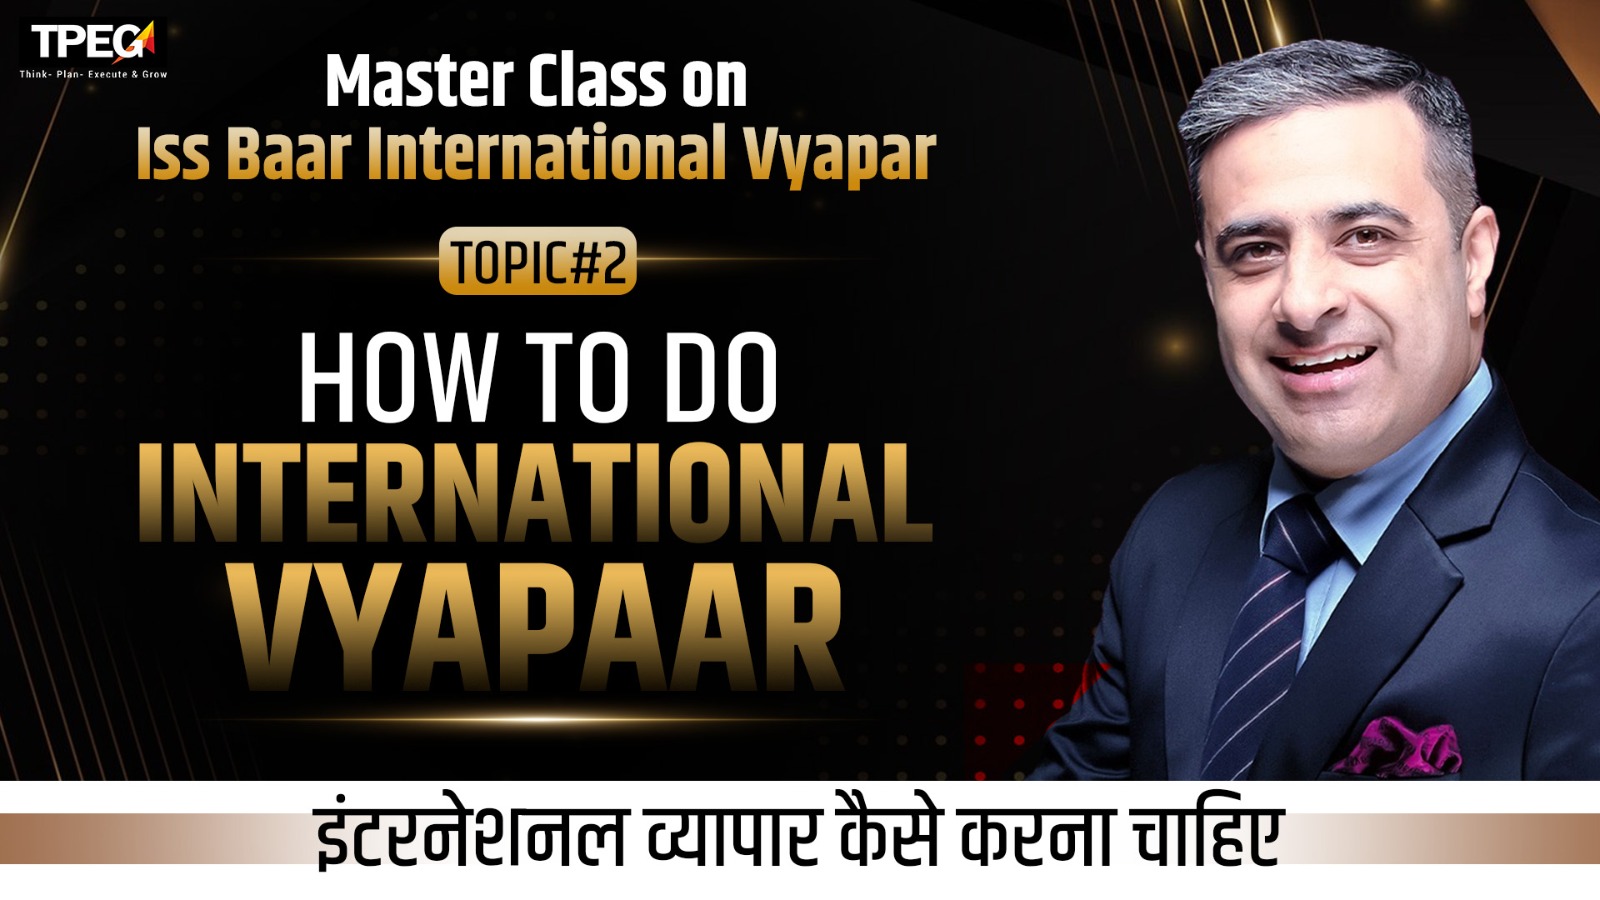 TPEG
Think- Plan- Execute & Grow
Master Class on
Iss Baar International Vyapar
TOPIC#2
HOW TO DO
INTERNATIONAL
VYAPAAR
इंटरनेशनल व्यापार कैसे करना चाहिए